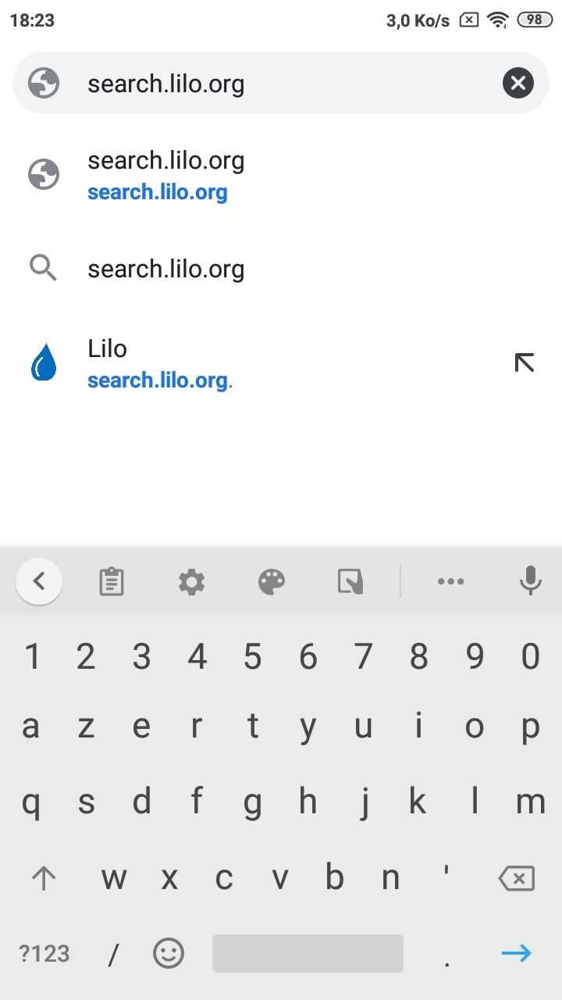 18:23 3,0 Ko/s 98
search.lilo.org
search.lilo.org
search.lilo.org
search.lilo.org
Lilo
search.lilo.org.
1 2 3 4 5 6 7 8 9 0
a z e r t y u i o p
q s d f g h j k l m
w x c v b n '
?123 / .